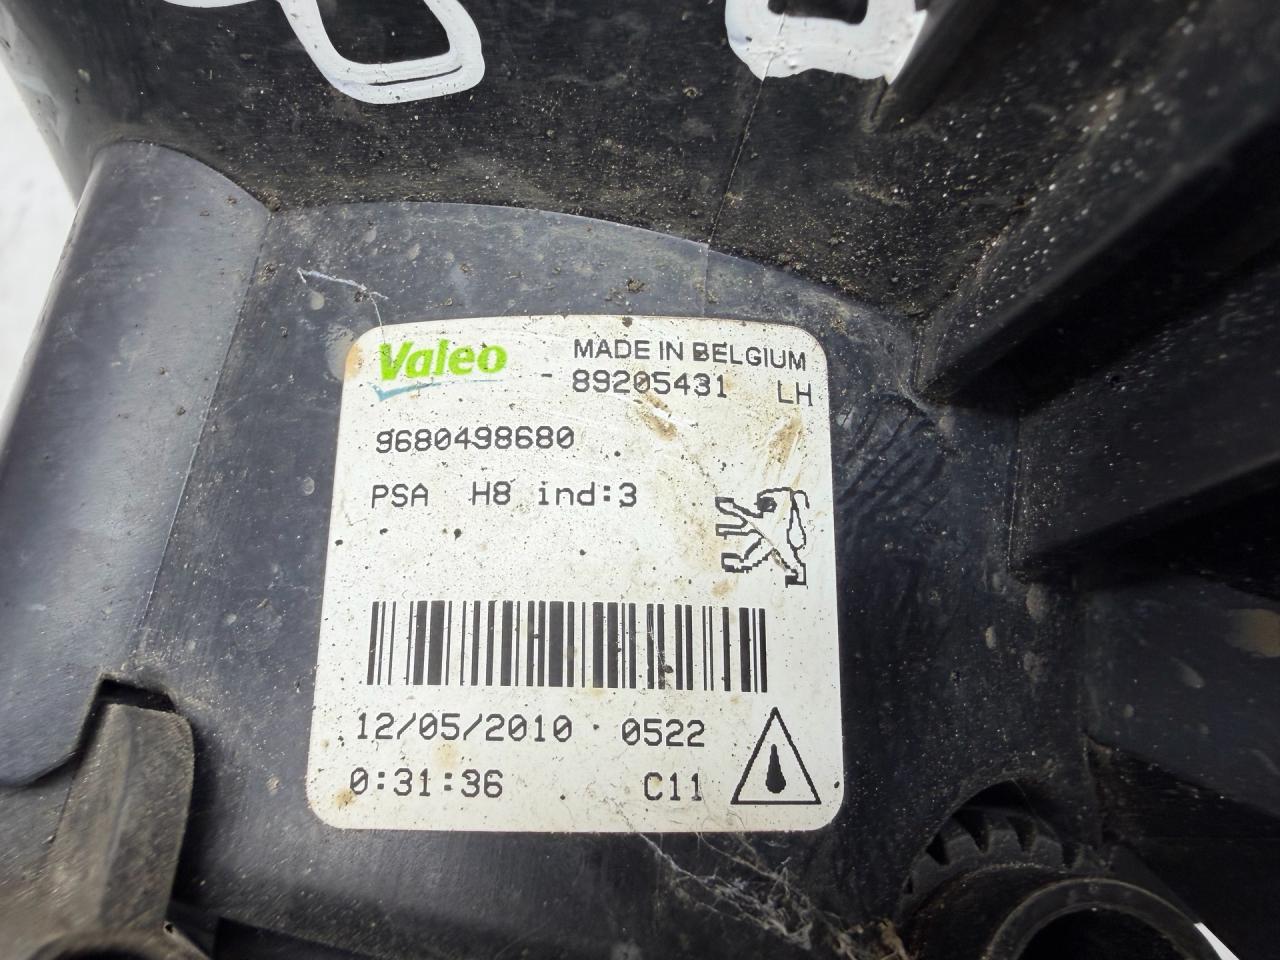 Valeo
MADE IN BELGIUM
89205431 LH
9680498680
PSA H8 ind:3
12/05/2010 0522
0:31:36 C11